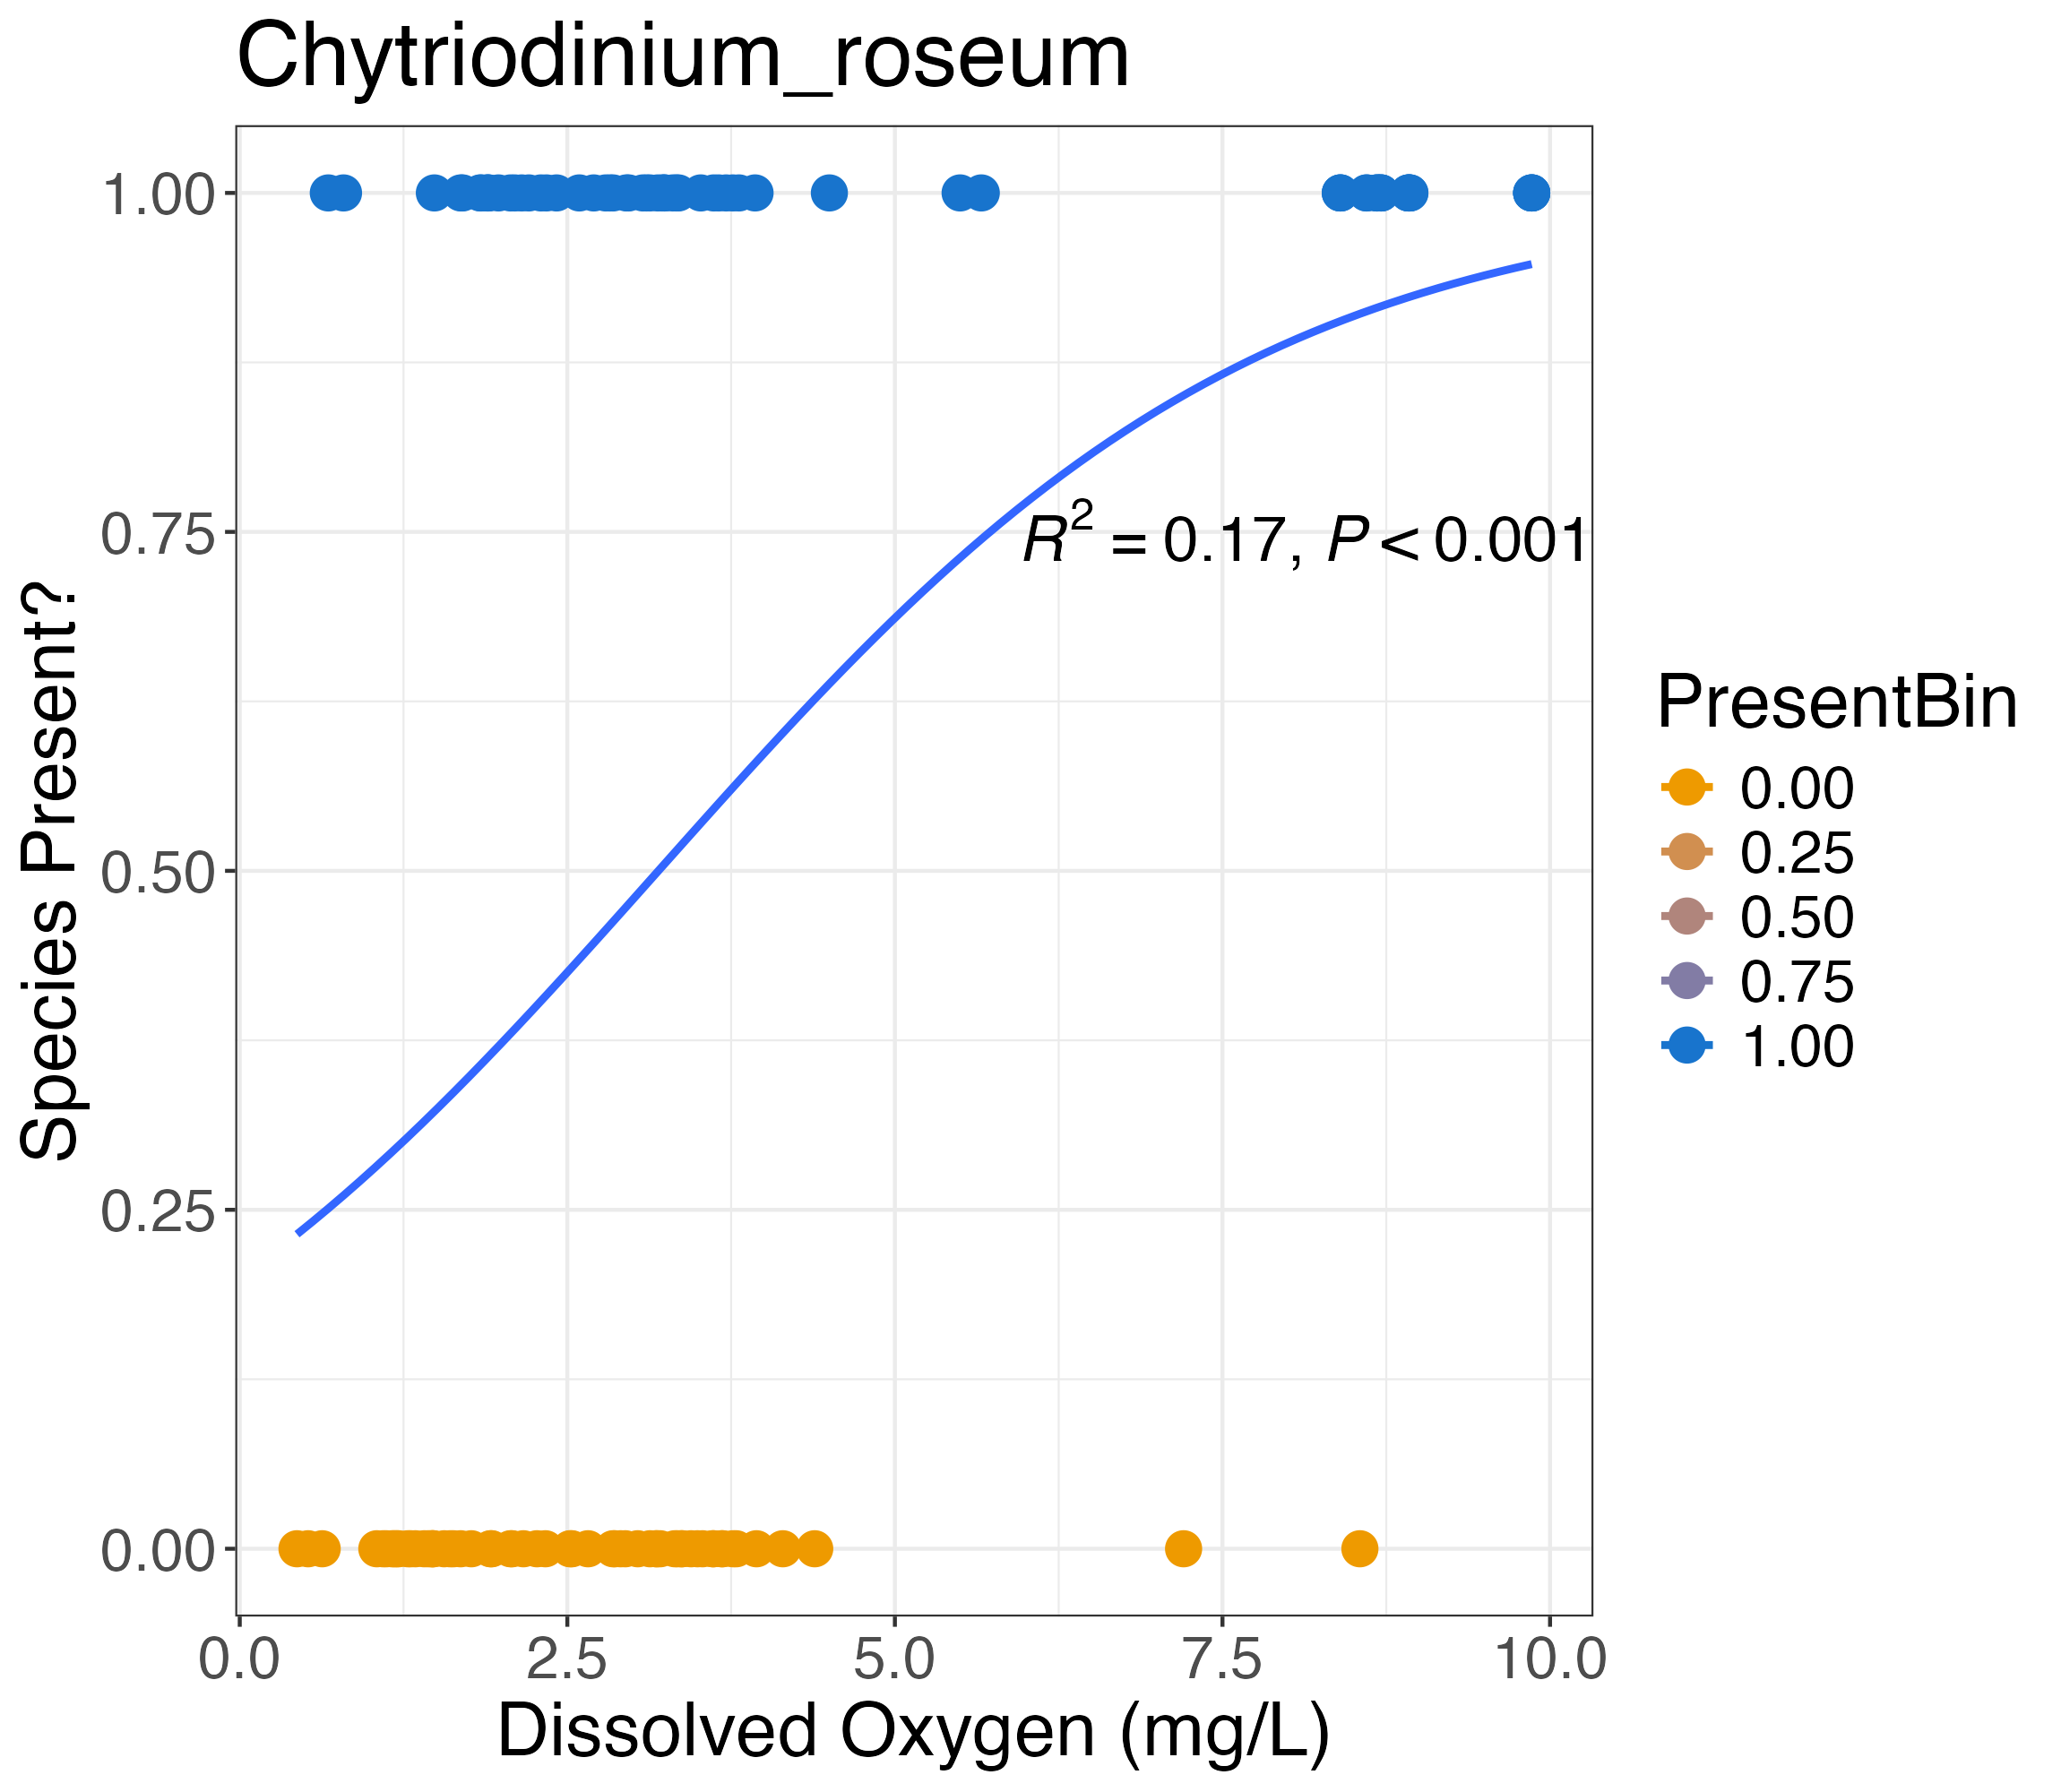 Chytriodinium_roseum
1.00
0.75
0.50
0.25
0.00
Species Present?
R² = 0.17, P < 0.001
0.0 2.5 5.0 7.5 10.0
Dissolved Oxygen (mg/L)
PresentBin
0.00
0.25
0.50
0.75
1.00